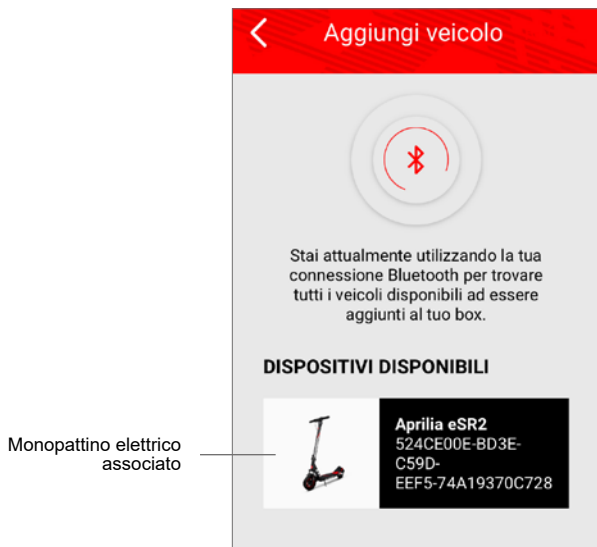 Aggiungi veicolo
Stai attualmente utilizzando la tua
connessione Bluetooth per trovare
tutti i veicoli disponibili ad essere
aggiunti al tuo box.
DISPOSITIVI DISPONIBILI
Monopattino elettrico
associato
Aprilia eSR2
524CE00E-BD3E-
C59D-
EEF5-74A19370C728